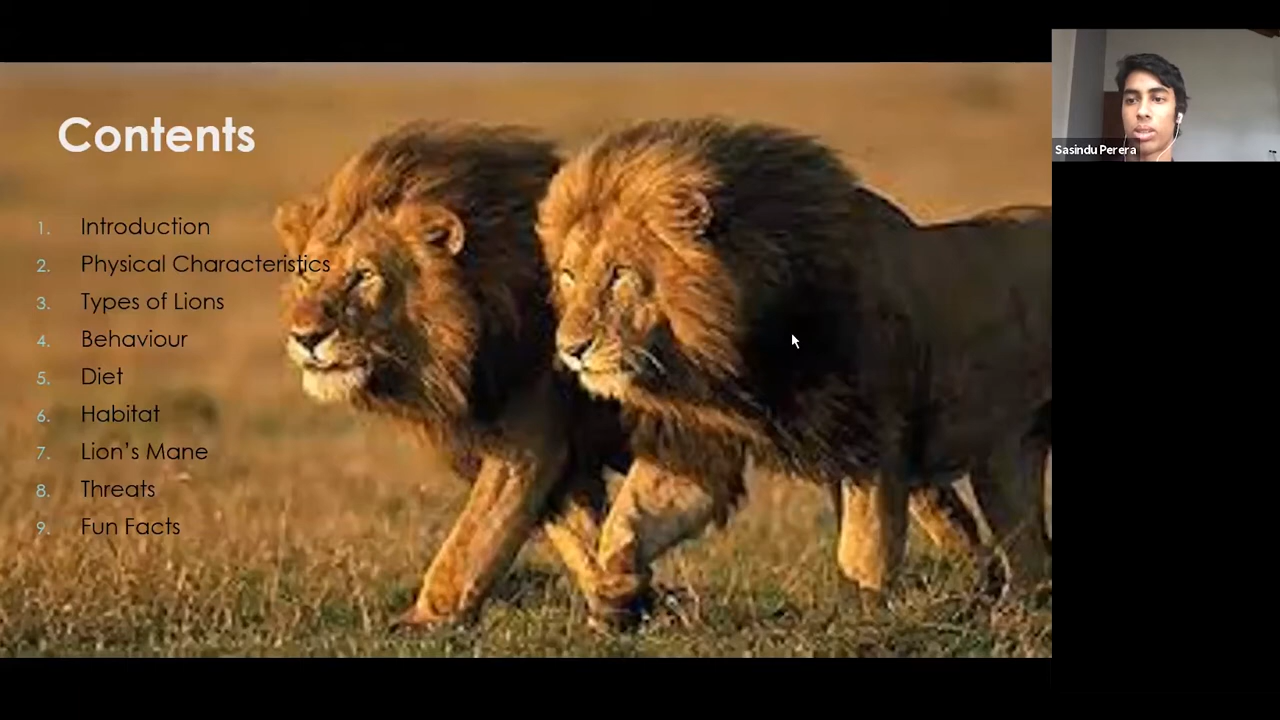 Contents
1. Introduction
2. Physical Characteristics
3. Types of Lions
4. Behaviour
5. Diet
6. Habitat
7. Lion's Mane
8. Threats
9. Fun Facts
Sasindu Perera